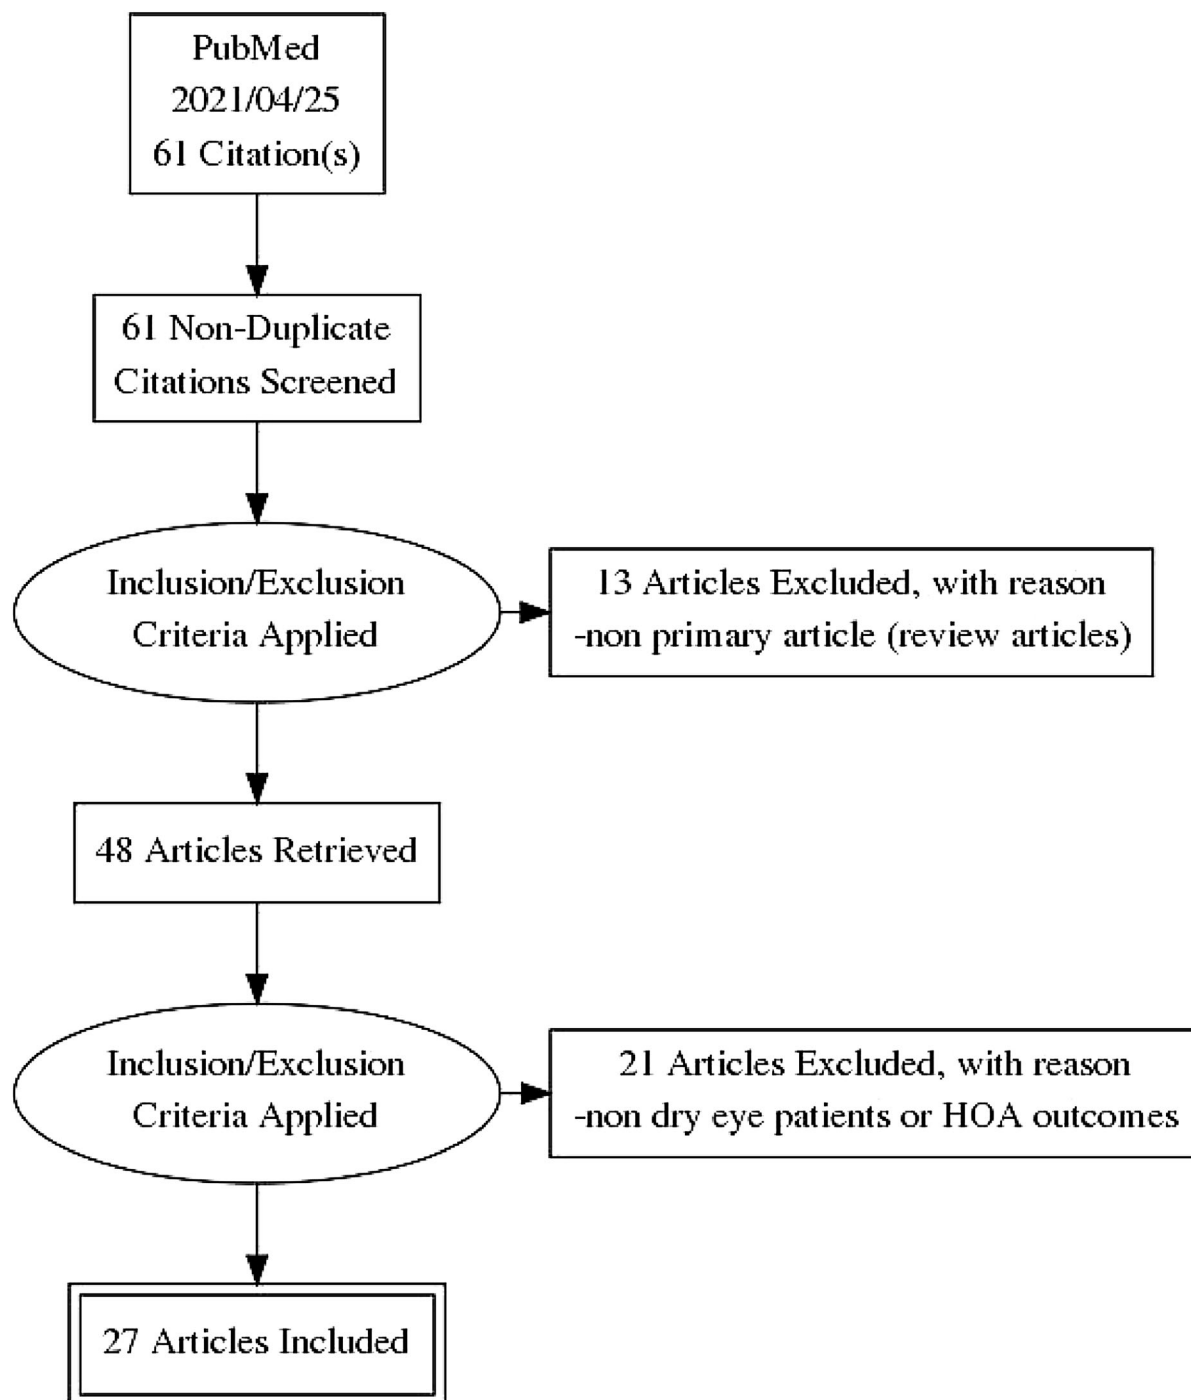 PubMed
2021/04/25
61 Citation(s)
61 Non-Duplicate
Citations Screened
Inclusion/Exclusion
Criteria Applied
13 Articles Excluded, with reason
-non primary article (review articles)
48 Articles Retrieved
Inclusion/Exclusion
Criteria Applied
21 Articles Excluded, with reason
-non dry eye patients or HOA outcomes
27 Articles Included